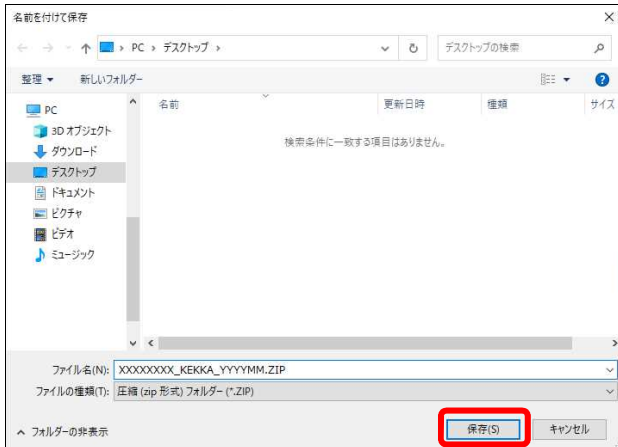 名前を付けて保存
PC › デスクトップ ›
デスクトップの検索
整理 新しいフォルダー
名前 更新日時 種類 サイズ
PC
3D オブジェクト
ダウンロード
デスクトップ
ドキュメント
ピクチャ
ビデオ
ミュージック
検索条件に一致する項目はありません。
ファイル名(N): XXXXXXXX_KEKKA_YYYYMM.ZIP
ファイルの種類(T): 圧縮 (zip 形式) フォルダー (*.ZIP)
フォルダーの非表示
保存(S) キャンセル